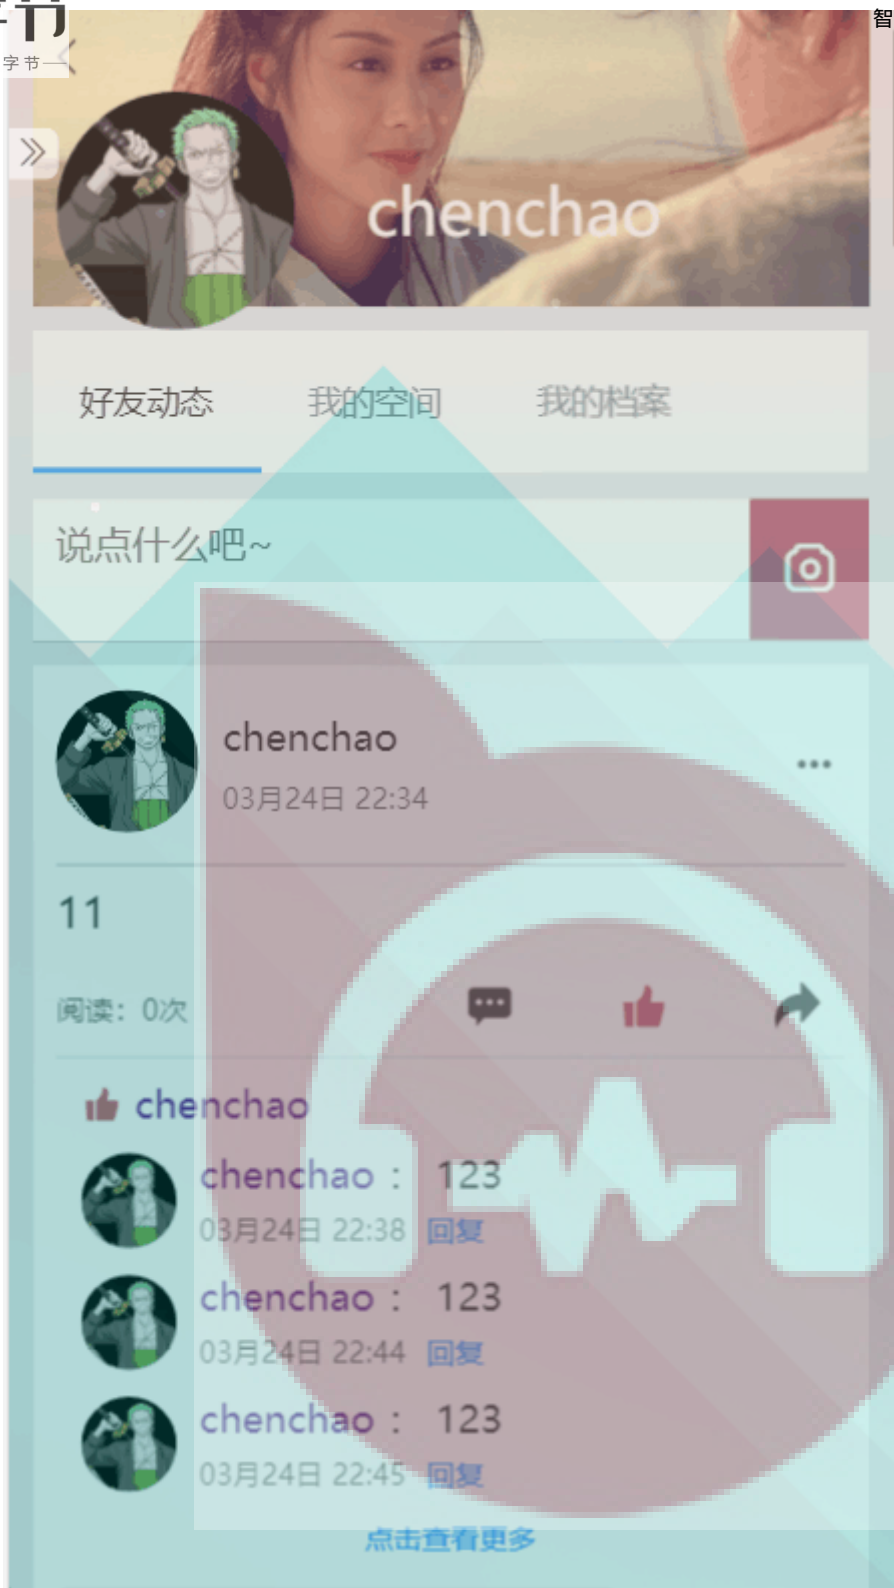 字节
智
chenchao
好友动态 我的空间 我的档案
说点什么吧~
chenchao
03月24日 22:34
11
阅读：0次
chenchao
chenchao： 123
03月24日 22:38 回复
chenchao： 123
03月24日 22:44 回复
chenchao： 123
03月24日 22:45 回复
点击查看更多